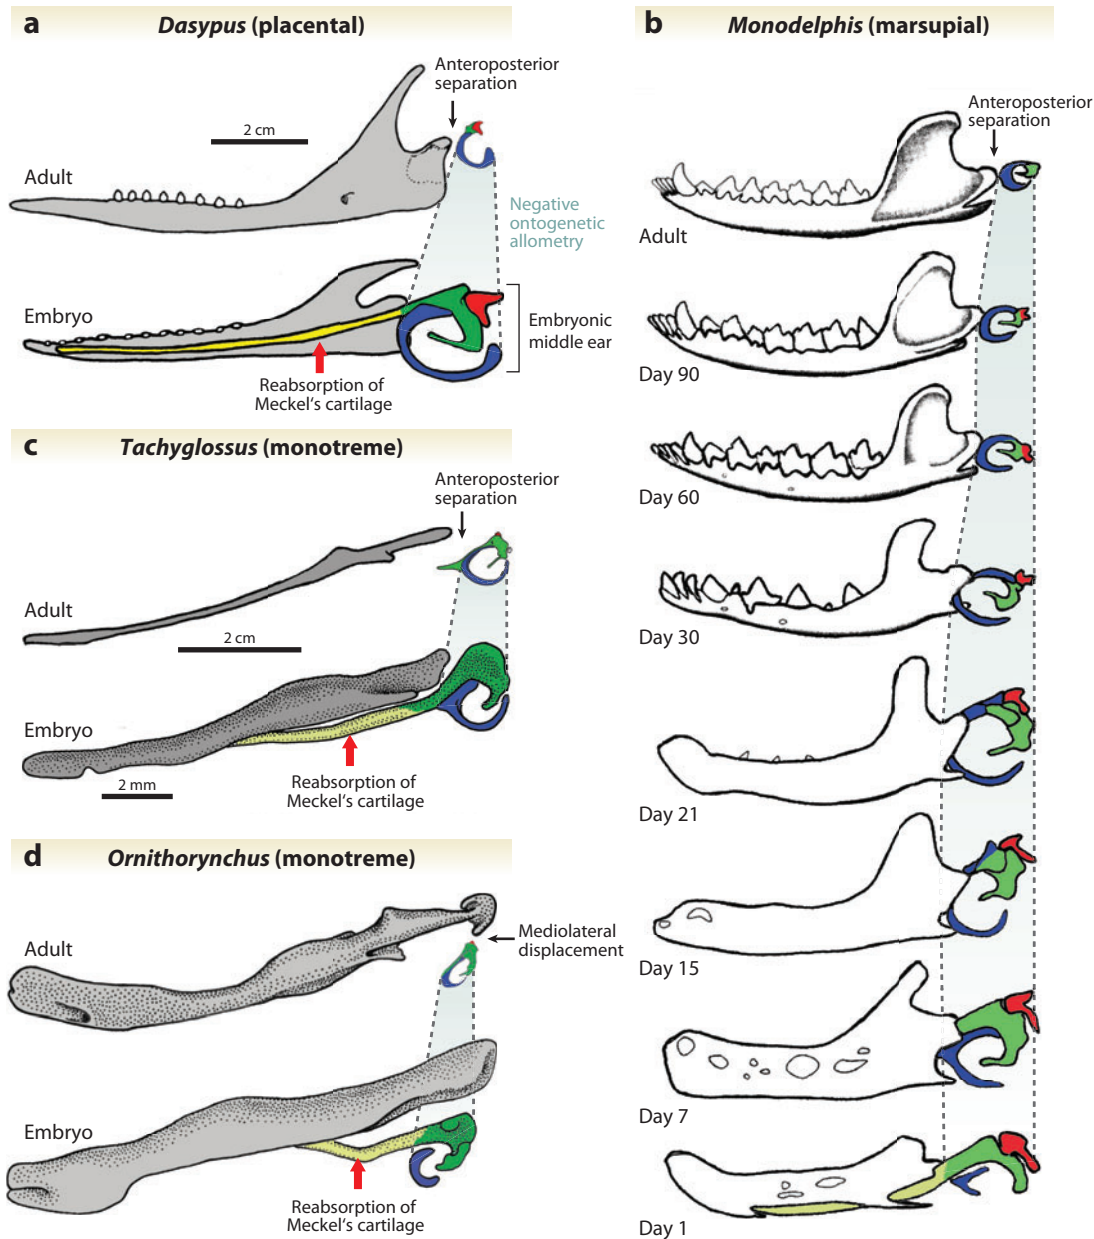 a Dasypus (placental)
Anteroposterior
separation
2 cm
Adult
Negative
ontogenetic
allometry
Embryo
Embryonic
middle ear
Reabsorption of
Meckel's cartilage
b Monodelphis (marsupial)
Anteroposterior
separation
Adult
Day 90
Day 60
Day 30
Day 21
Day 15
Day 7
Day 1
c Tachyglossus (monotreme)
Anteroposterior
separation
Adult
2 cm
Embryo
Reabsorption of
Meckel's cartilage
2 mm
d Ornithorynchus (monotreme)
Adult
Mediolateral
displacement
Embryo
Reabsorption of
Meckel's cartilage